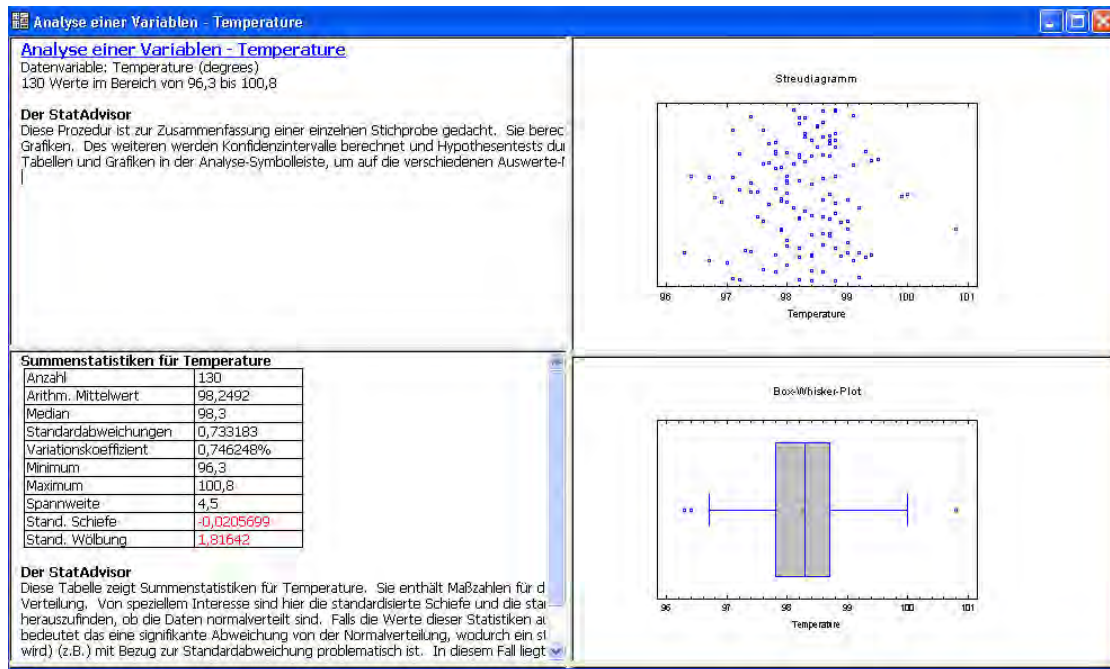 Analyse einer Variablen - Temperature
Analyse einer Variablen - Temperature
Datenvariable: Temperature (degrees)
130 Werte im Bereich von 96,3 bis 100,8
Der StatAdvisor
Diese Prozedur ist zur Zusammenfassung einer einzelnen Stichprobe gedacht. Sie berec
Grafiken. Des weiteren werden Konfidenzintervalle berechnet und Hypothesentests du
Tabellen und Grafiken in der Analyse-Symbolleiste, um auf die verschiedenen Auswerte-
Streudiagramm
96 97 98 99 100 101
Temperature
Summenstatistiken für Temperature
Anzahl 130
Arithm. Mittelwert 98,2492
Median 98,3
Standardabweichungen 0,733183
Variationskoeffizient 0,746248%
Minimum 96,3
Maximum 100,8
Spannweite 4,5
Stand. Schiefe -0,0205699
Stand. Wölbung 1,81642
Der StatAdvisor
Diese Tabelle zeigt Summenstatistiken für Temperature. Sie enthält Maßzahlen für d
Verteilung. Von speziellem Interesse sind hier die standardisierte Schiefe und die sta
herauszufinden, ob die Daten normalverteilt sind. Falls die Werte dieser Statistiken au
bedeutet das eine signifikante Abweichung von der Normalverteilung, wodurch ein st
wird) (z.B.) mit Bezug zur Standardabweichung problematisch ist. In diesem Fall liegt
Box-Whisker-Plot
96 97 98 99 100 101
Temperature